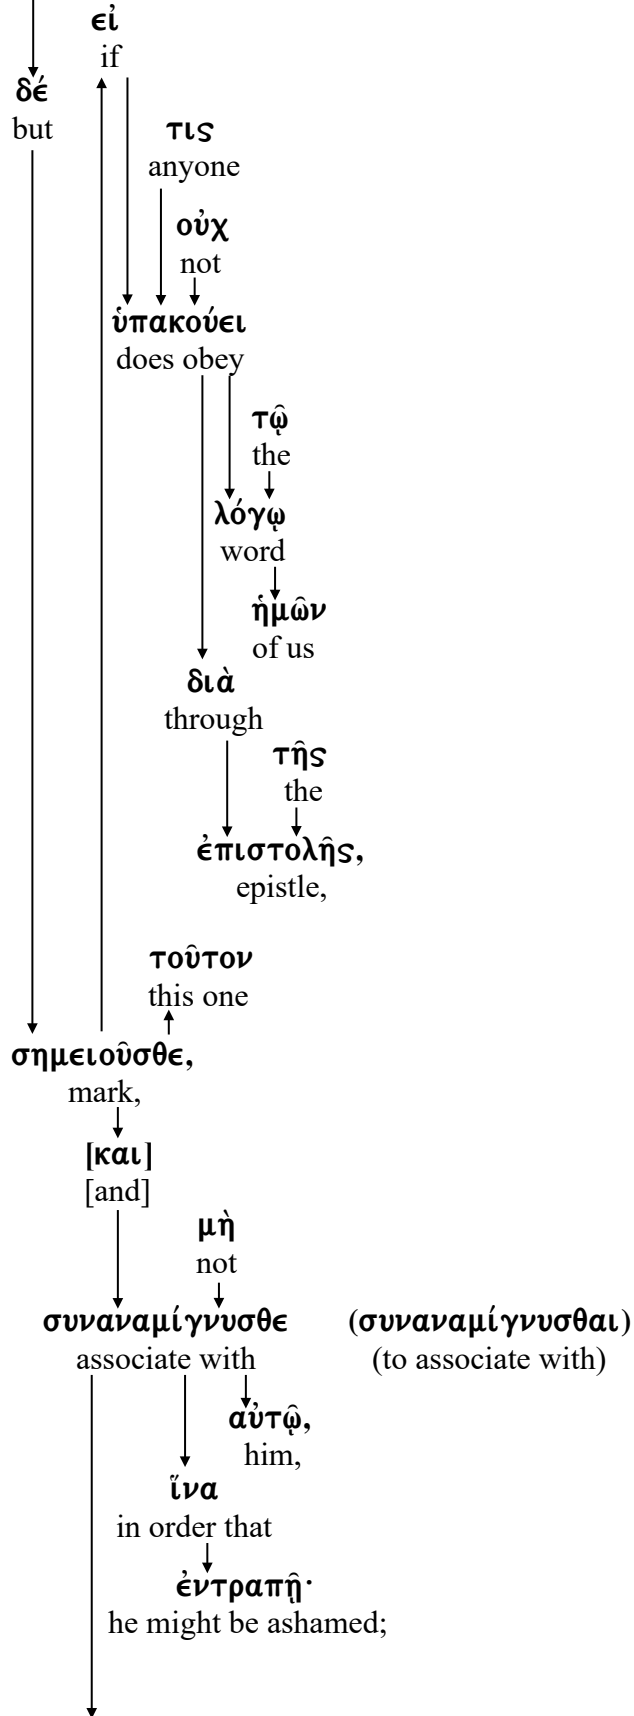 εἰ
if
δέ
but
τις
anyone
οὐχ
not
ὑπακούει
does obey
τῷ
the
λόγῳ
word
ἡμῶν
of us
διὰ
through
τῆς
the
ἐπιστολῆς,
epistle,
τοῦτον
this one
σημειοῦσθε,
mark,
[και]
[and]
μὴ
not
συναναμίγνυσθε (συναναμίγνυσθαι)
associate with (to associate with)
αὐτῷ,
him,
ἵνα
in order that
ἐντραπῇ·
he might be ashamed;